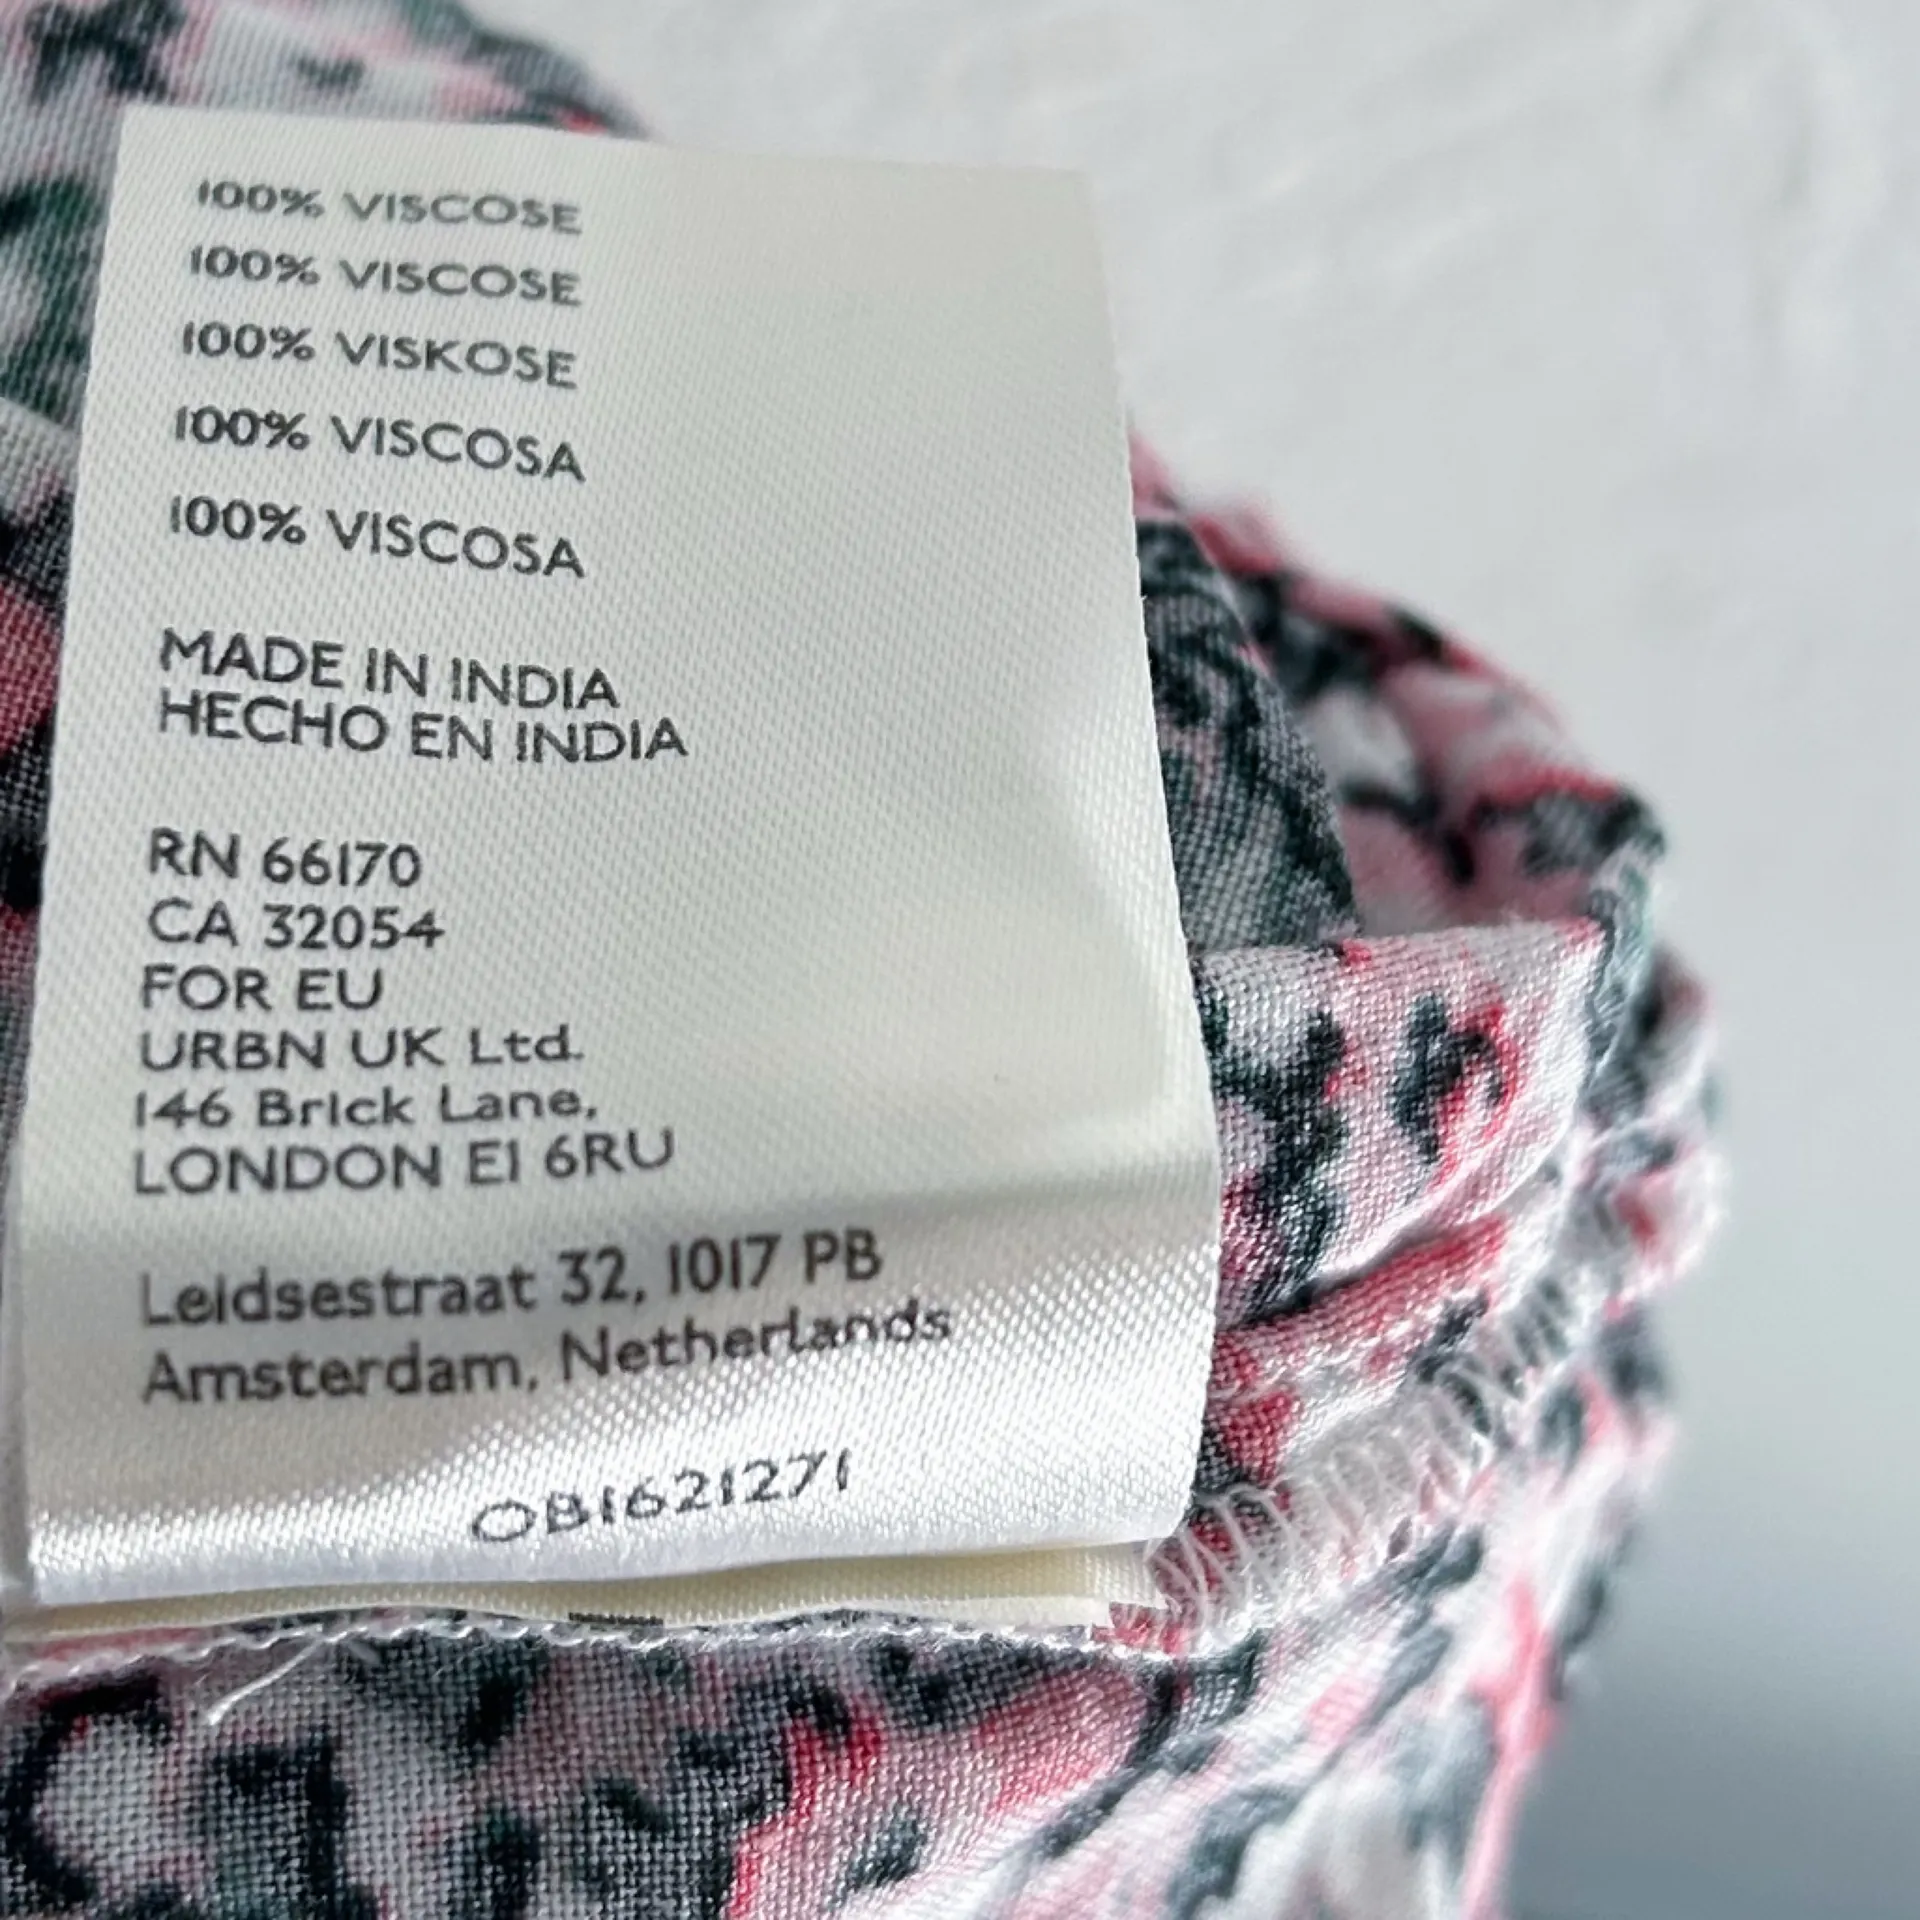 100% VISCOSE
100% VISCOSE
100% VISKOSE
100% VISCOSA
100% VISCOSA
MADE IN INDIA
HECHO EN INDIA
RN 66170
CA 32054
FOR EU
URBN UK Ltd.
146 Brick Lane,
LONDON E1 6RU
Leidsestraat 32, 1017 PB
Amsterdam, Netherlands
OB1621271